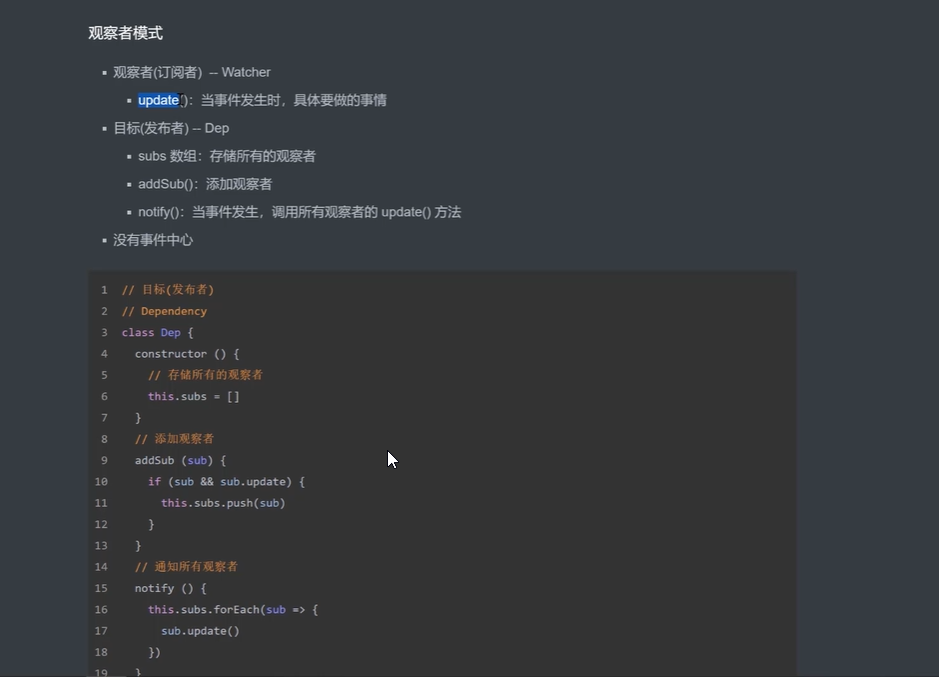 观察者模式
观察者(订阅者) -- Watcher
update()：当事件发生时，具体要做的事情
目标(发布者) -- Dep
subs 数组：存储所有的观察者
addSub()：添加观察者
notify()：当事件发生，调用所有观察者的 update() 方法
没有事件中心
1 // 目标(发布者)
2 // Dependency
3 class Dep {
4 constructor () {
5 // 存储所有的观察者
6 this.subs = []
7 }
8 // 添加观察者
9 addSub (sub) {
10 if (sub && sub.update) {
11 this.subs.push(sub)
12 }
13 }
14 // 通知所有观察者
15 notify () {
16 this.subs.forEach(sub => {
17 sub.update()
18 })
19 }